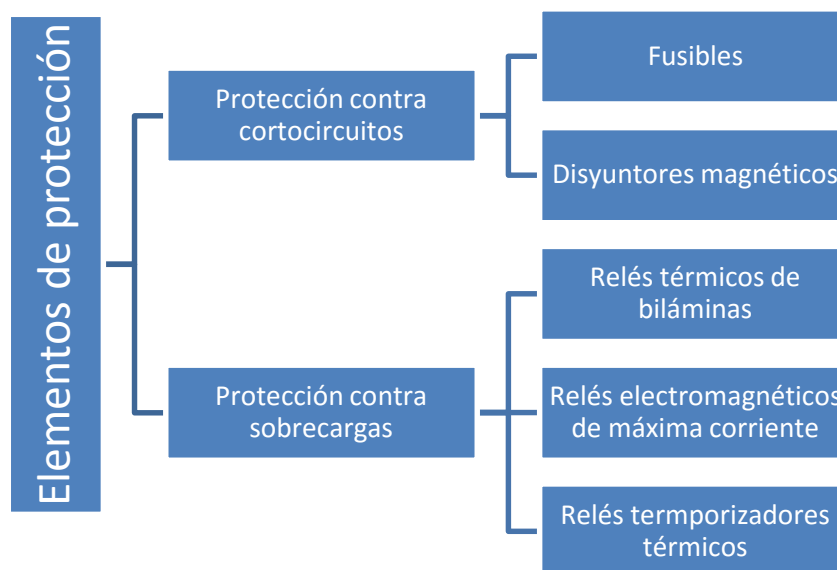 Elementos de protección
Protección contra
cortocircuitos
Fusibles
Disyuntores magnéticos
Protección contra
sobrecargas
Relés térmicos de
biláminas
Relés electromagnéticos
de máxima corriente
Relés termporizadores
térmicos